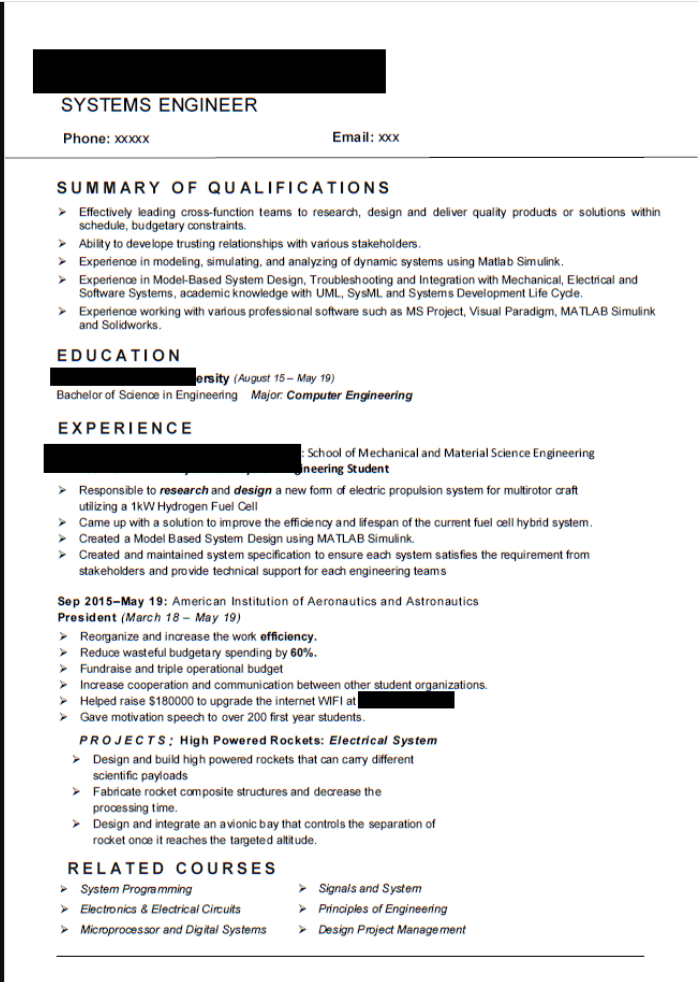 SYSTEMS ENGINEER
Phone: xxxxx Email: xxx
SUMMARY OF QUALIFICATIONS
➢ Effectively leading cross-function teams to research, design and deliver quality products or solutions within
schedule, budgetary constraints.
➢ Ability to develope trusting relationships with various stakeholders.
➢ Experience in modeling, simulating, and analyzing of dynamic systems using Matlab Simulink.
➢ Experience in Model-Based System Design, Troubleshooting and Integration with Mechanical, Electrical and
Software Systems, academic knowledge with UML, SysML and Systems Development Life Cycle.
➢ Experience working with various professional software such as MS Project, Visual Paradigm, MATLAB Simulink
and Solidworks.
EDUCATION
ersity (August 15 – May 19)
Bachelor of Science in Engineering Major: Computer Engineering
EXPERIENCE
: School of Mechanical and Material Science Engineering
ineering Student
➢ Responsible to research and design a new form of electric propulsion system for multirotor craft
utilizing a 1kW Hydrogen Fuel Cell
➢ Came up with a solution to improve the efficiency and lifespan of the current fuel cell hybrid system.
➢ Created a Model Based System Design using MATLAB Simulink.
➢ Created and maintained system specification to ensure each system satisfies the requirement from
stakeholders and provide technical support for each engineering teams
Sep 2015–May 19: American Institution of Aeronautics and Astronautics
President (March 18 – May 19)
➢ Reorganize and increase the work efficiency.
➢ Reduce wasteful budgetary spending by 60%.
➢ Fundraise and triple operational budget
➢ Increase cooperation and communication between other student organizations.
➢ Helped raise $180000 to upgrade the internet WIFI at
➢ Gave motivation speech to over 200 first year students.
PROJECTS: High Powered Rockets: Electrical System
➢ Design and build high powered rockets that can carry different
scientific payloads
➢ Fabricate rocket composite structures and decrease the
processing time.
➢ Design and integrate an avionic bay that controls the separation of
rocket once it reaches the targeted altitude.
RELATED COURSES
➢ System Programming ➢ Signals and System
➢ Electronics & Electrical Circuits ➢ Principles of Engineering
➢ Microprocessor and Digital Systems ➢ Design Project Management